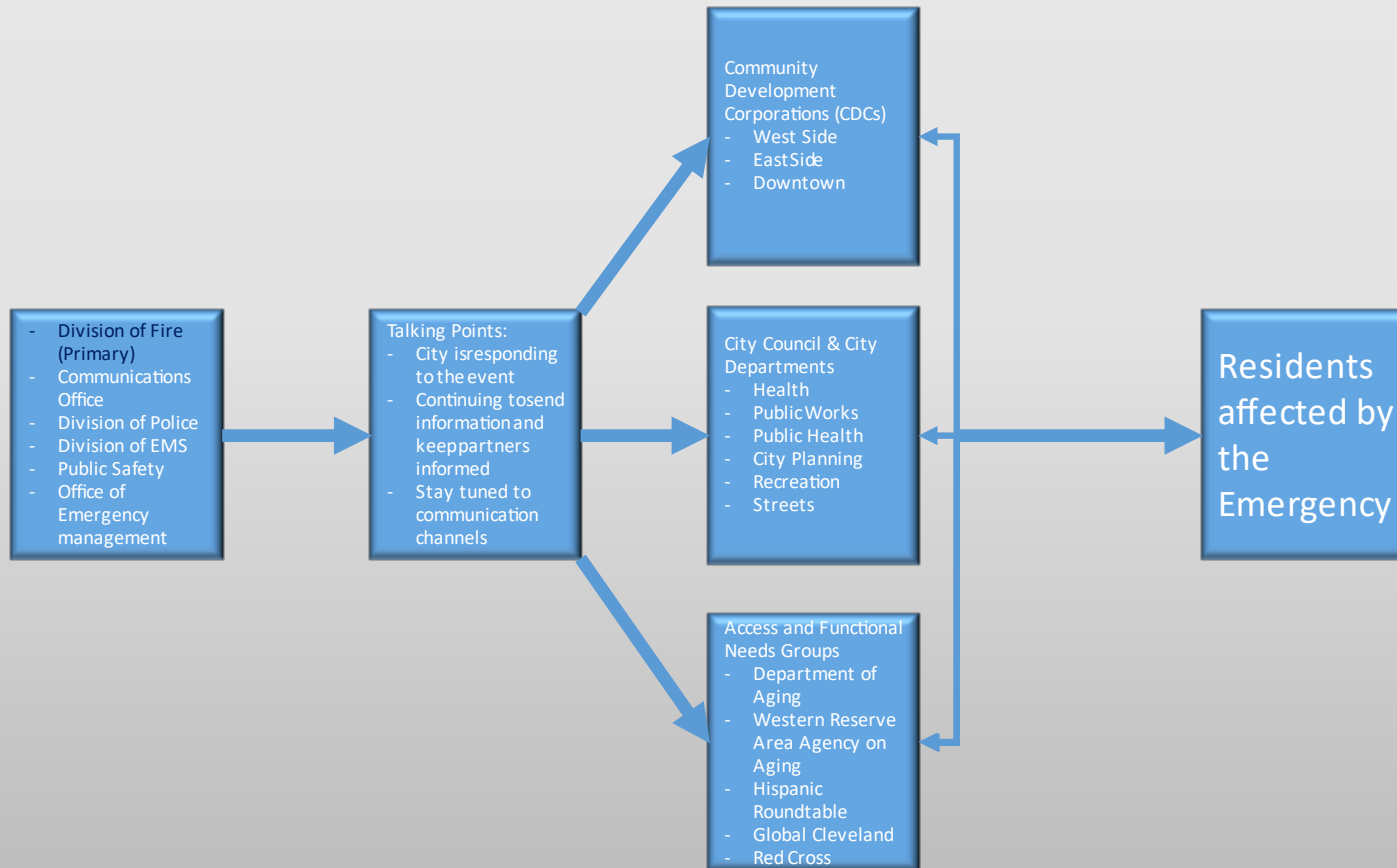 - Division of Fire
(Primary)
- Communications
Office
- Division of Police
- Division of EMS
- Public Safety
- Office of
Emergency
management
Talking Points:
- City isresponding
to the event
- Continuing tosend
information and
keeppartners
informed
- Stay tuned to
communication
channels
Community
Development
Corporations (CDCs)
- West Side
- EastSide
- Downtown
City Council & City
Departments
- Health
- PublicWorks
- Public Health
- City Planning
- Recreation
- Streets
Access and Functional
Needs Groups
- Department of
Aging
- Western Reserve
Area Agency on
Aging
- Hispanic
Roundtable
- Global Cleveland
- Red Cross
Residents
affected by
the
Emergency